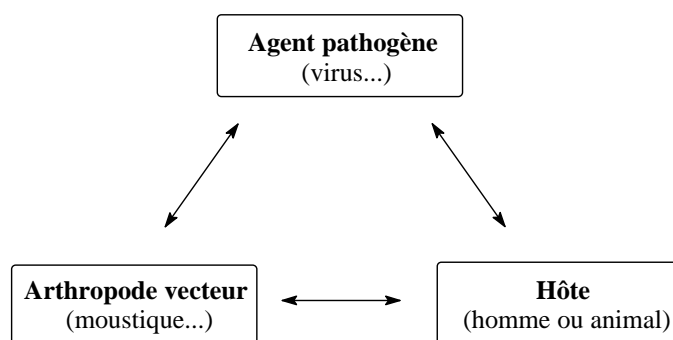 Agent pathogène
(virus...)
Arthropode vecteur
(moustique...)
Hôte
(homme ou animal)